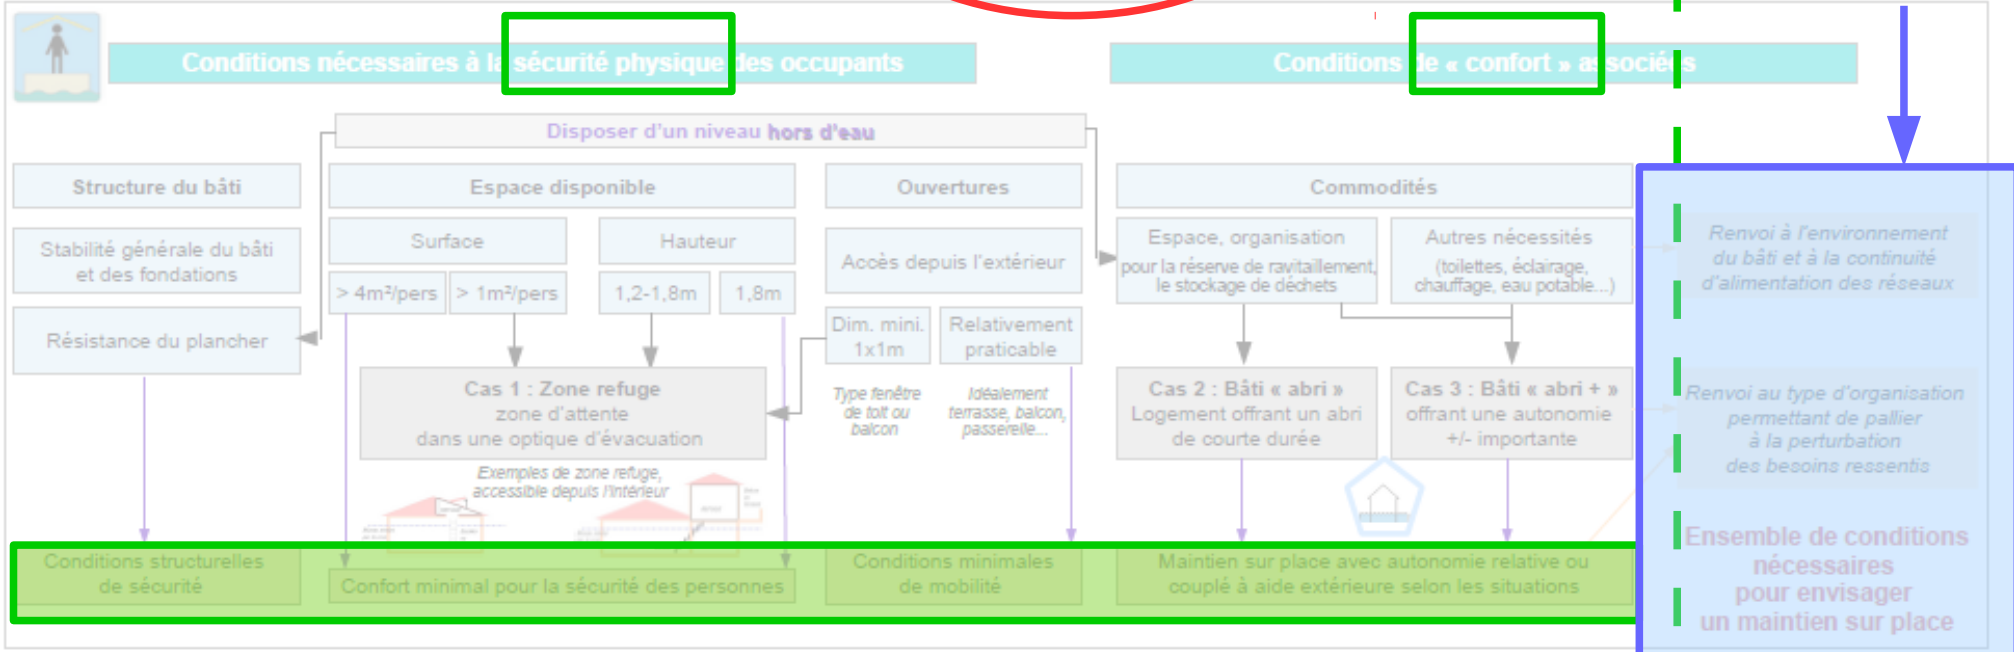 Conditions nécessaires à la sécurité physique des occupants
Conditions de « confort » associées
Disposer d'un niveau hors d'eau
Structure du bâti
Espace disponible
Ouvertures
Commodités
Stabilité générale du bâti
et des fondations
Surface
Hauteur
Accès depuis l'extérieur
Espace, organisation
pour la réserve de ravitaillement,
le stockage de déchets
Autres nécessités
(toilettes, éclairage,
chauffage, eau potable...)
Renvoi à l'environnement
du bâti et à la continuité
d'alimentation des réseaux
> 4m²/pers
> 1m²/pers
1,2-1,8m
1,8m
Résistance du plancher
Dim. mini.
1x1m
Relativement
praticable
Cas 1 : Zone refuge
zone d'attente
dans une optique d'évacuation
Type fenêtre
de toit ou
balcon
Idéalement
terrasse, balcon,
passerelle...
Cas 2 : Bâti « abri »
Logement offrant un abri
de courte durée
Cas 3 : Bâti « abri + »
offrant une autonomie
+/- importante
Renvoi au type d'organisation
permettant de pallier
à la perturbation
des besoins ressentis
Exemples de zone refuge,
accessible depuis l'intérieur
Conditions structurelles
de sécurité
Confort minimal pour la sécurité des personnes
Conditions minimales
de mobilité
Maintien sur place avec autonomie relative ou
couplé à aide extérieure selon les situations
Ensemble de conditions
nécessaires
pour envisager
un maintien sur place